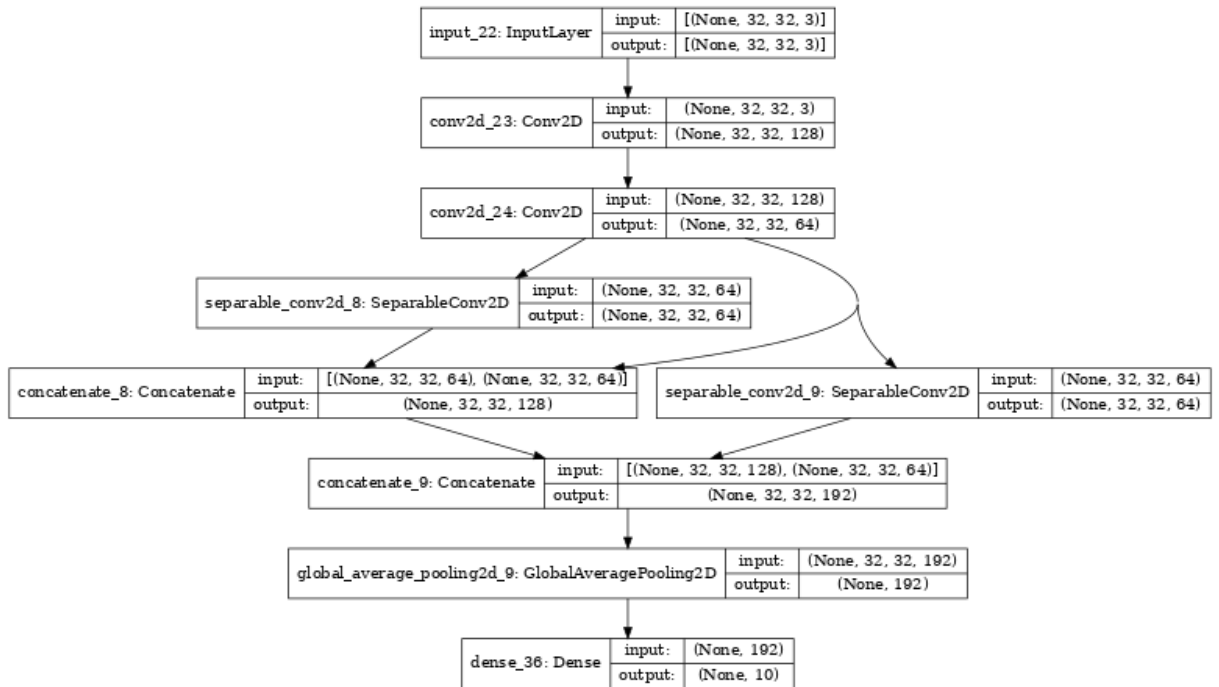 input_22: InputLayer
input: [(None, 32, 32, 3)]
output: [(None, 32, 32, 3)]
conv2d_23: Conv2D
input: (None, 32, 32, 3)
output: (None, 32, 32, 128)
conv2d_24: Conv2D
input: (None, 32, 32, 128)
output: (None, 32, 32, 64)
separable_conv2d_8: SeparableConv2D
input: (None, 32, 32, 64)
output: (None, 32, 32, 64)
concatenate_8: Concatenate
input: [(None, 32, 32, 64), (None, 32, 32, 64)]
output: (None, 32, 32, 128)
separable_conv2d_9: SeparableConv2D
input: (None, 32, 32, 64)
output: (None, 32, 32, 64)
concatenate_9: Concatenate
input: [(None, 32, 32, 128), (None, 32, 32, 64)]
output: (None, 32, 32, 192)
global_average_pooling2d_9: GlobalAveragePooling2D
input: (None, 32, 32, 192)
output: (None, 192)
dense_36: Dense
input: (None, 192)
output: (None, 10)